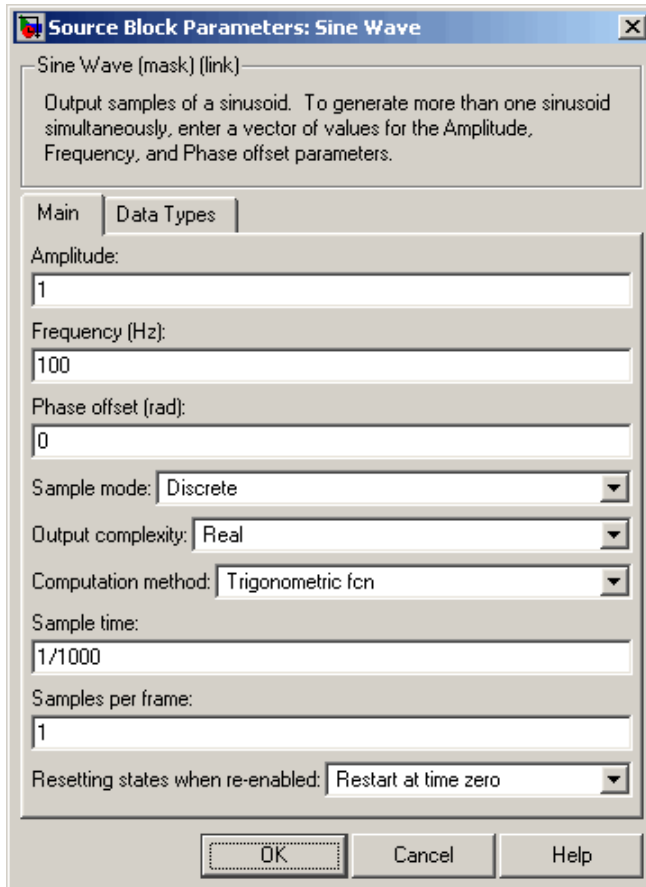 Source Block Parameters: Sine Wave
Sine Wave (mask) (link)
Output samples of a sinusoid. To generate more than one sinusoid
simultaneously, enter a vector of values for the Amplitude,
Frequency, and Phase offset parameters.
Main Data Types
Amplitude:
1
Frequency (Hz):
100
Phase offset (rad):
0
Sample mode: Discrete
Output complexity: Real
Computation method: Trigonometric fcn
Sample time:
1/1000
Samples per frame:
1
Resetting states when re-enabled: Restart at time zero
OK Cancel Help